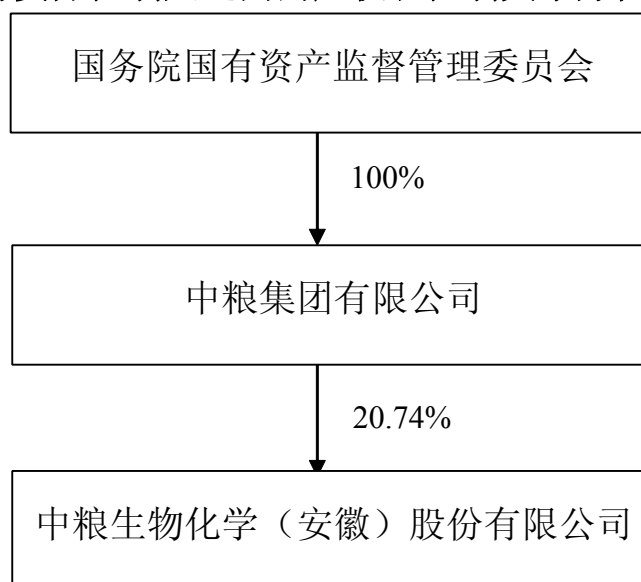 国务院国有资产监督管理委员会
100%
中粮集团有限公司
20.74%
中粮生物化学（安徽）股份有限公司